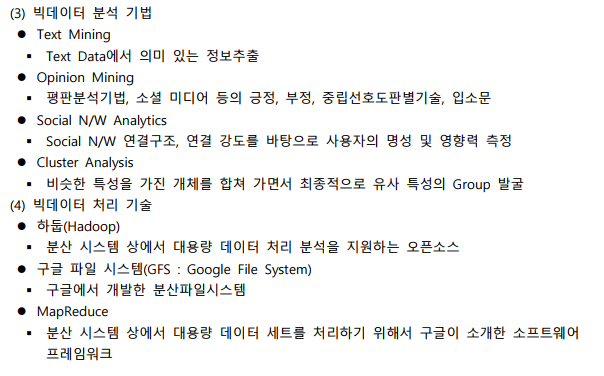 (3) 빅데이터 분석 기법
● Text Mining
▪ Text Data에서 의미 있는 정보추출
● Opinion Mining
▪ 평판분석기법, 소셜 미디어 등의 긍정, 부정, 중립선호도판별기술, 입소문
● Social N/W Analytics
▪ Social N/W 연결구조, 연결 강도를 바탕으로 사용자의 명성 및 영향력 측정
● Cluster Analysis
▪ 비슷한 특성을 가진 개체를 합쳐 가면서 최종적으로 유사 특성의 Group 발굴
(4) 빅데이터 처리 기술
● 하둡(Hadoop)
▪ 분산 시스템 상에서 대용량 데이터 처리 분석을 지원하는 오픈소스
● 구글 파일 시스템(GFS : Google File System)
▪ 구글에서 개발한 분산파일시스템
● MapReduce
▪ 분산 시스템 상에서 대용량 데이터 세트를 처리하기 위해서 구글이 소개한 소프트웨어
프레임워크